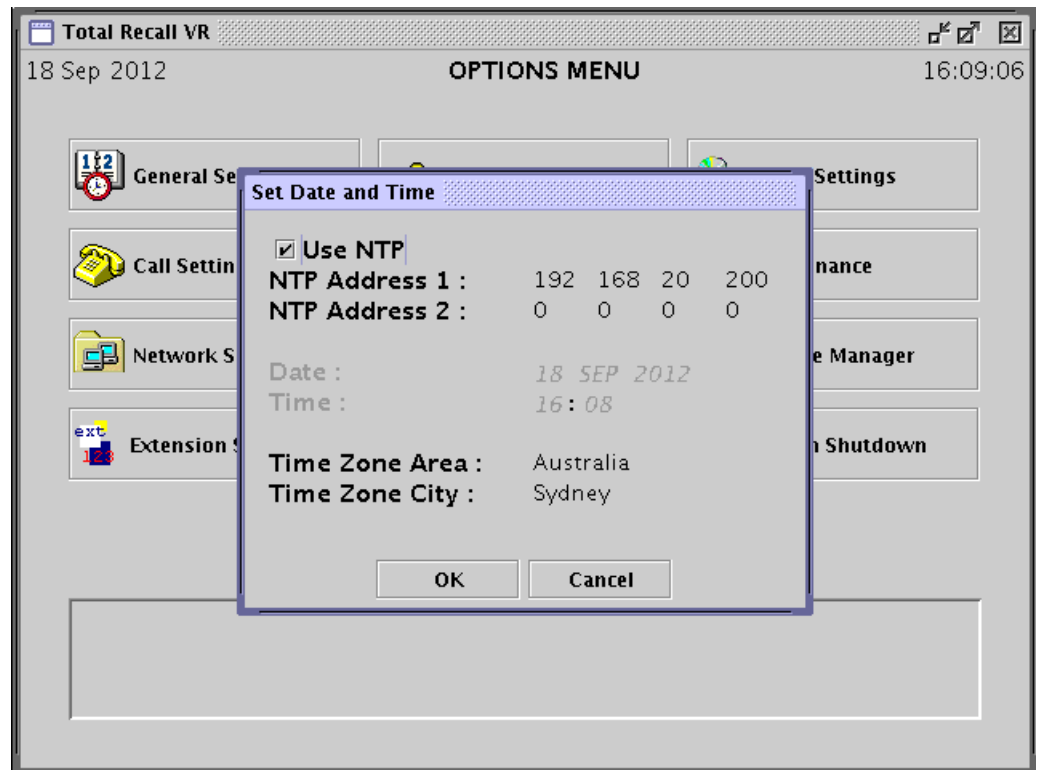 Total Recall VR
18 Sep 2012 OPTIONS MENU 16:09:06
General Se
Settings
Set Date and Time
Use NTP
Call Settin
nance
NTP Address 1 : 192 168 20 200
NTP Address 2 : 0 0 0 0
Network S
e Manager
Date : 18 SEP 2012
Time : 16 : 08
ext
123
Extension S
Shutdown
Time Zone Area : Australia
Time Zone City : Sydney
OK Cancel